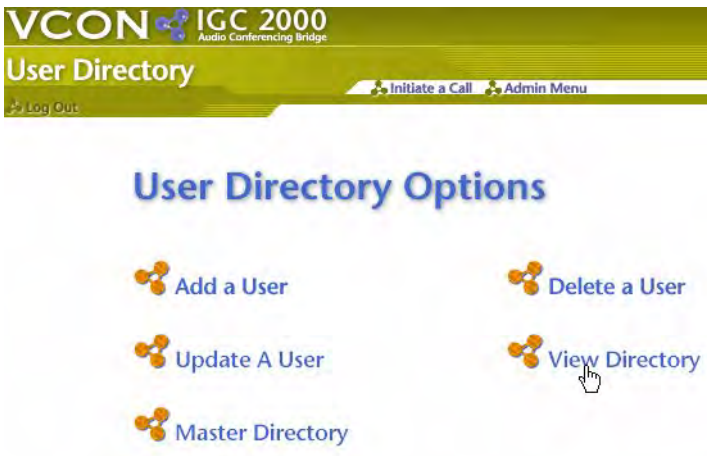 VCON IGC 2000
Audio Conferencing Bridge
User Directory
Initiate a Call Admin Menu
Log Out
User Directory Options
Add a User Delete a User
Update A User View Directory
Master Directory